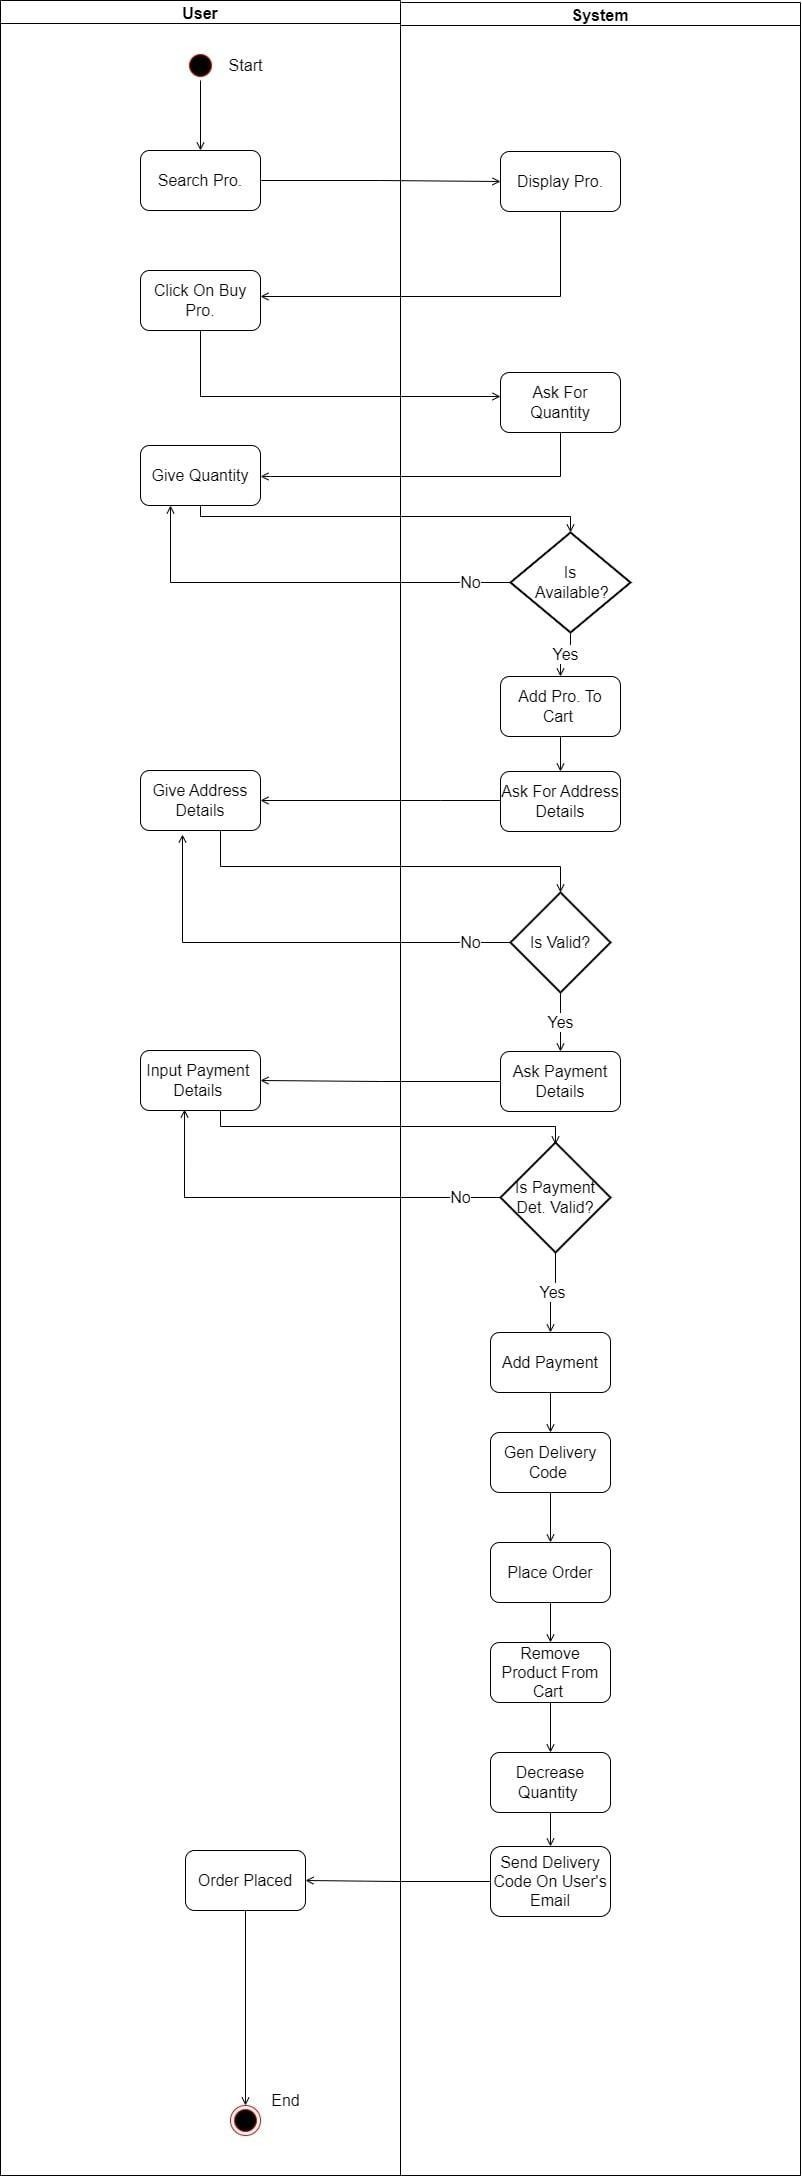 User
System
Start
Search Pro.
Display Pro.
Click On Buy
Pro.
Ask For
Quantity
Give Quantity
Is
Available?
No
Yes
Add Pro. To
Cart
Give Address
Details
Ask For Address
Details
No
Is Valid?
Yes
Input Payment
Details
Ask Payment
Details
No
Is Payment
Det. Valid?
Yes
Add Payment
Gen Delivery
Code
Place Order
Remove
Product From
Cart
Decrease
Quantity
Order Placed
Send Delivery
Code On User's
Email
End